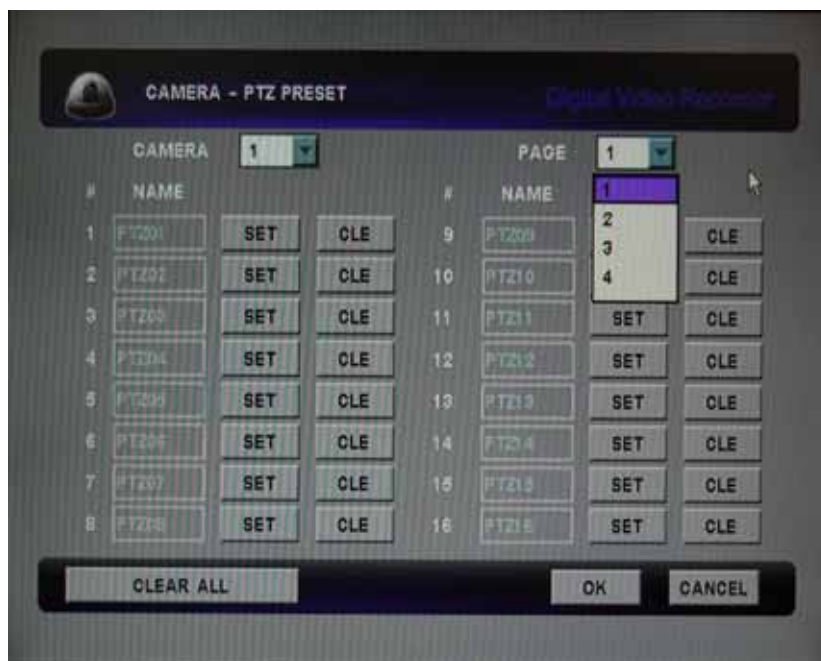 CAMERA - PTZ PRESET
Digital Video Recorder
CAMERA 1
PAGE 1
# NAME
# NAME
1
2
3
4
1 PTZ01 SET CLE
9 PTZ09 CLE
2 PTZ02 SET CLE
10 PTZ10 CLE
3 PTZ03 SET CLE
11 PTZ11 SET CLE
4 PTZ04 SET CLE
12 PTZ12 SET CLE
5 PTZ05 SET CLE
13 PTZ13 SET CLE
6 PTZ06 SET CLE
14 PTZ14 SET CLE
7 PTZ07 SET CLE
15 PTZ15 SET CLE
8 PTZ08 SET CLE
16 PTZ16 SET CLE
CLEAR ALL
OK
CANCEL